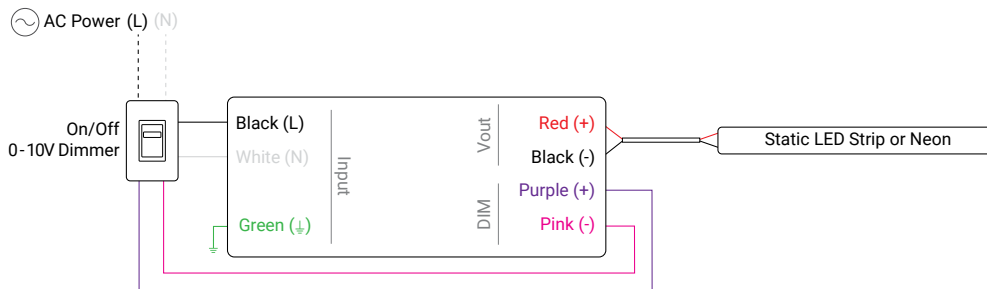 AC Power (L) (N)
On/Off
0-10V Dimmer
Black (L)
White (N)
Green (⏚)
Input
Vout
DIM
Red (+)
Black (-)
Purple (+)
Pink (-)
Static LED Strip or Neon